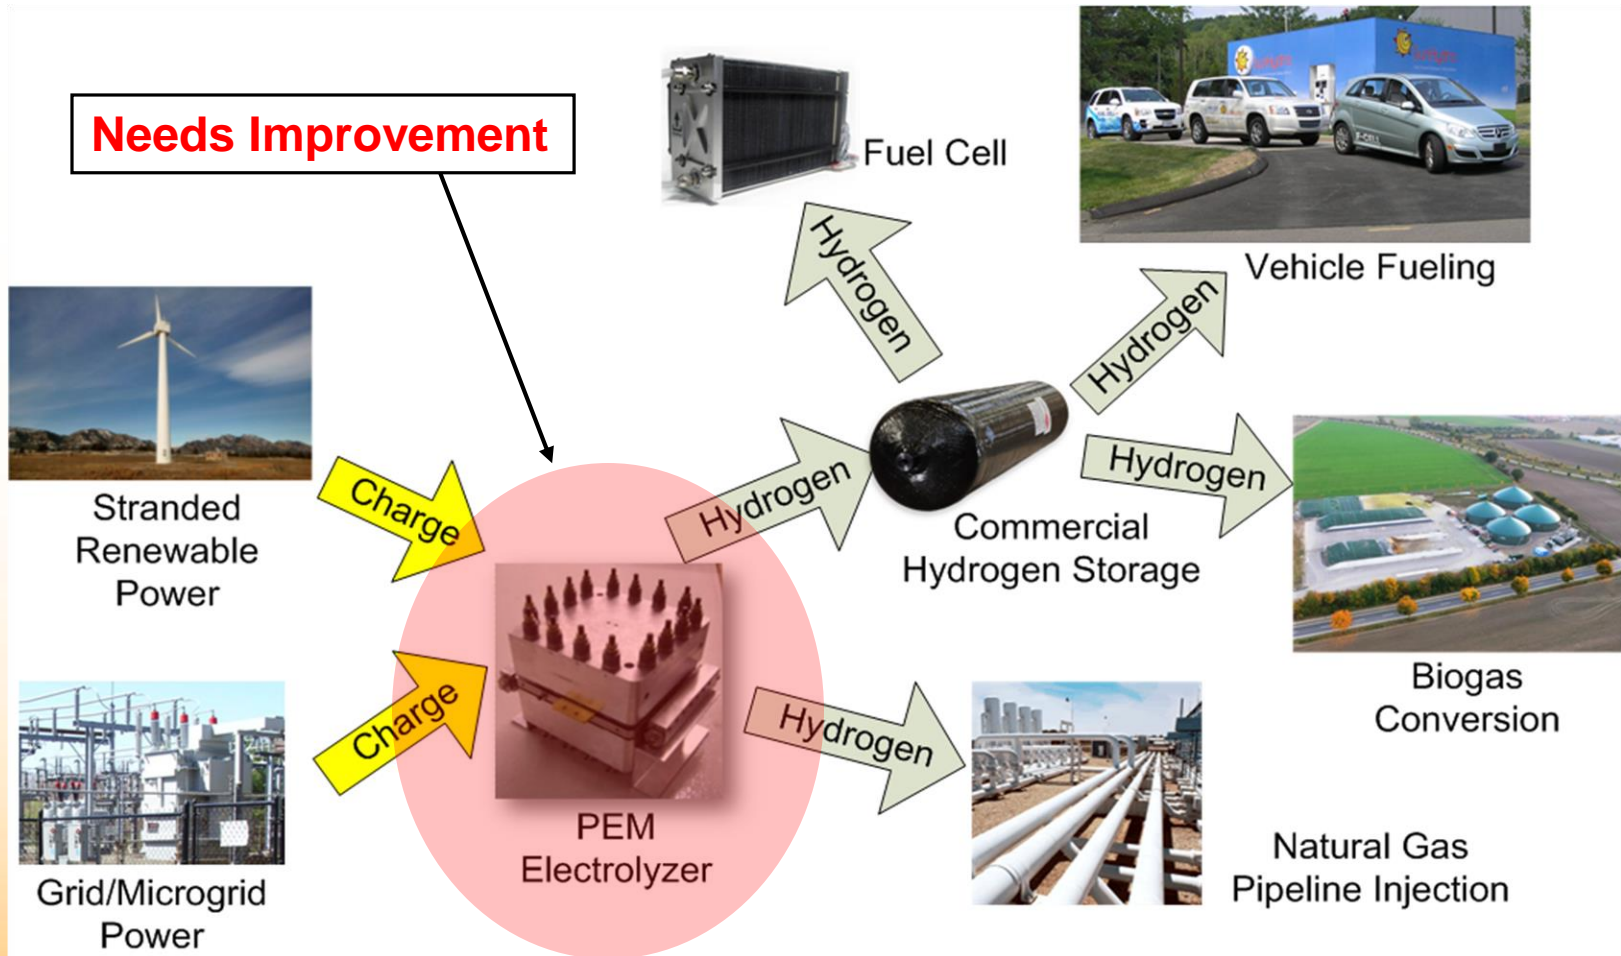 Needs Improvement
Fuel Cell
Vehicle Fueling
F-CELL
Hydrogen
Hydrogen
Stranded
Renewable
Power
Charge
Hydrogen
Hydrogen
Commercial
Hydrogen Storage
Biogas
Conversion
Charge
Hydrogen
PEM
Electrolyzer
Grid/Microgrid
Power
Natural Gas
Pipeline Injection